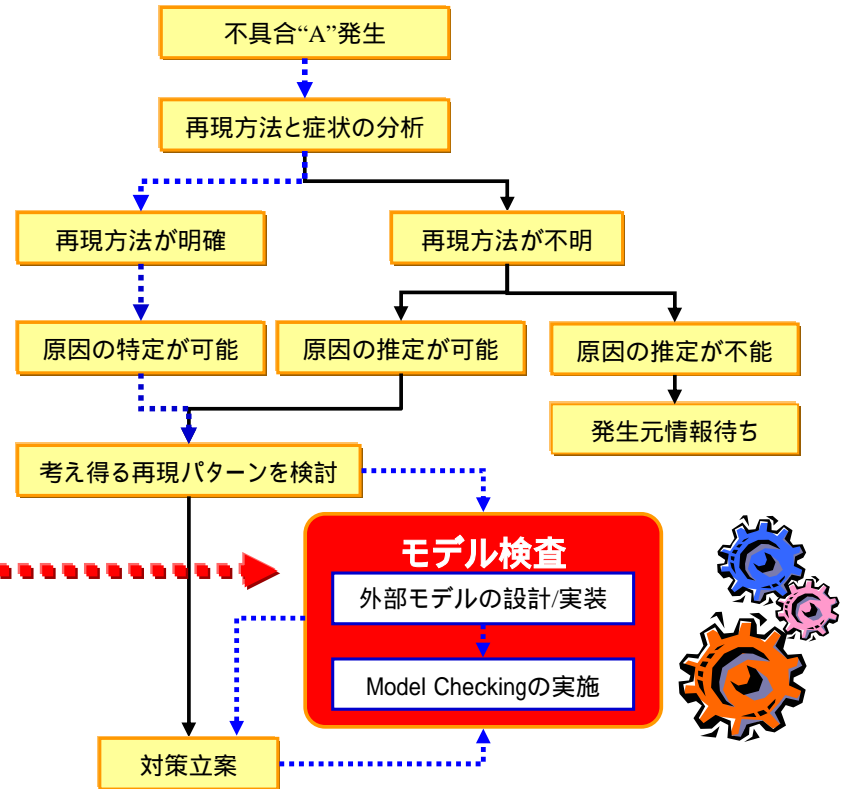 不具合“A”発生
再現方法と症状の分析
再現方法が明確
再現方法が不明
原因の特定が可能
原因の推定が可能
原因の推定が不能
発生元情報待ち
考え得る再現パターンを検討
モデル検査
外部モデルの設計/実装
Model Checkingの実施
対策立案